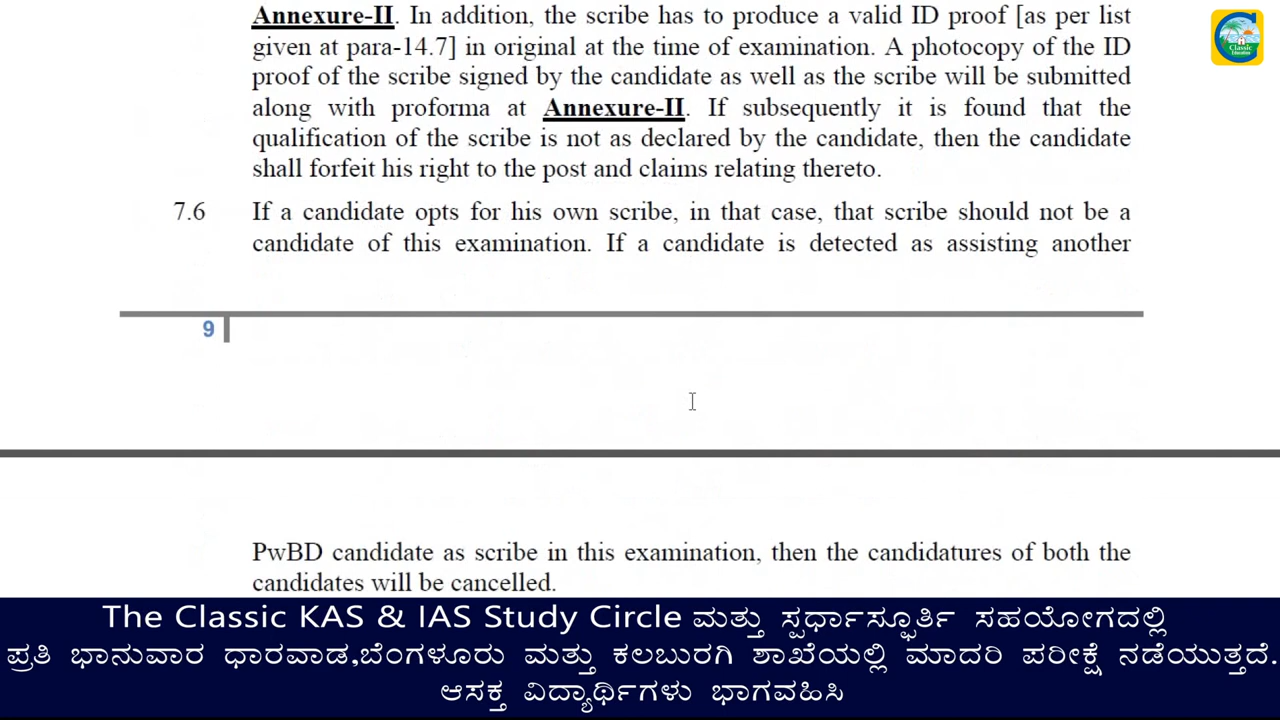 Annexure-II. In addition, the scribe has to produce a valid ID proof [as per list
given at para-14.7] in original at the time of examination. A photocopy of the ID
proof of the scribe signed by the candidate as well as the scribe will be submitted
along with proforma at Annexure-II. If subsequently it is found that the
qualification of the scribe is not as declared by the candidate, then the candidate
shall forfeit his right to the post and claims relating thereto.
7.6 If a candidate opts for his own scribe, in that case, that scribe should not be a
candidate of this examination. If a candidate is detected as assisting another
9
PwBD candidate as scribe in this examination, then the candidatures of both the
candidates will be cancelled.
The Classic KAS & IAS Study Circle ಮತ್ತು ಸ್ಪರ್ಧಾಸ್ಫೂರ್ತಿ ಸಹಯೋಗದಲ್ಲಿ
ಪ್ರತಿ ಭಾನುವಾರ ಧಾರವಾಡ,ಬೆಂಗಳೂರು ಮತ್ತು ಕಲಬುರಗಿ ಶಾಖೆಯಲ್ಲಿ ಮಾದರಿ ಪರೀಕ್ಷೆ ನಡೆಯುತ್ತದೆ.
ಆಸಕ್ತ ವಿದ್ಯಾರ್ಥಿಗಳು ಭಾಗವಹಿಸಿ
Classic
Education